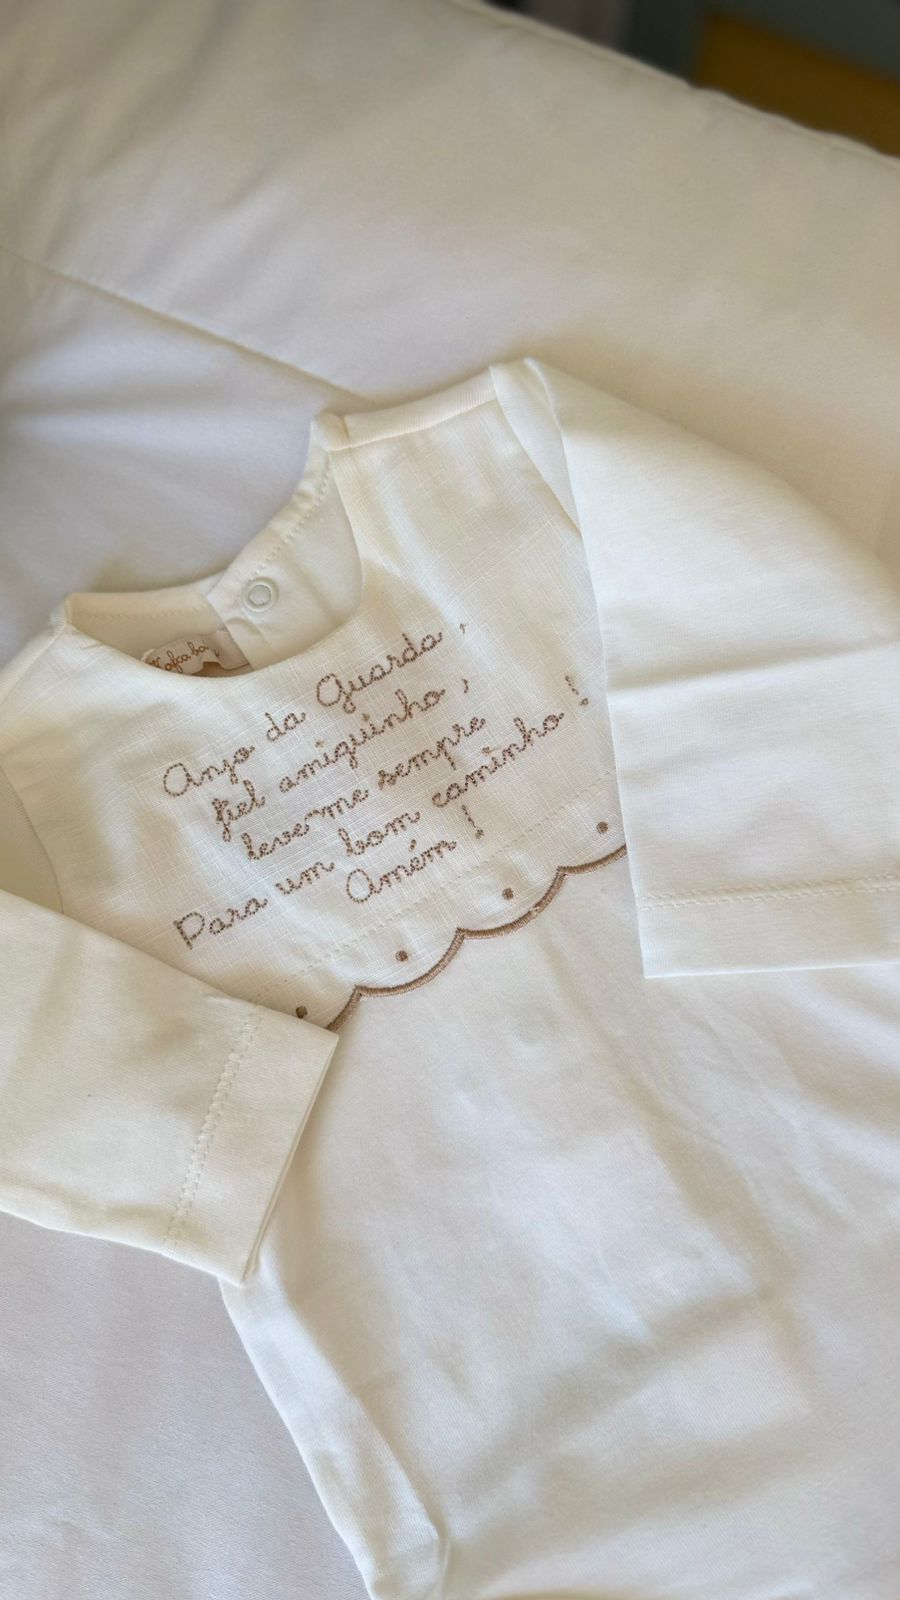 Anjo da Guarda,
fiel amiguinho,
leve-me sempre
Para um bom caminho!
Amém!